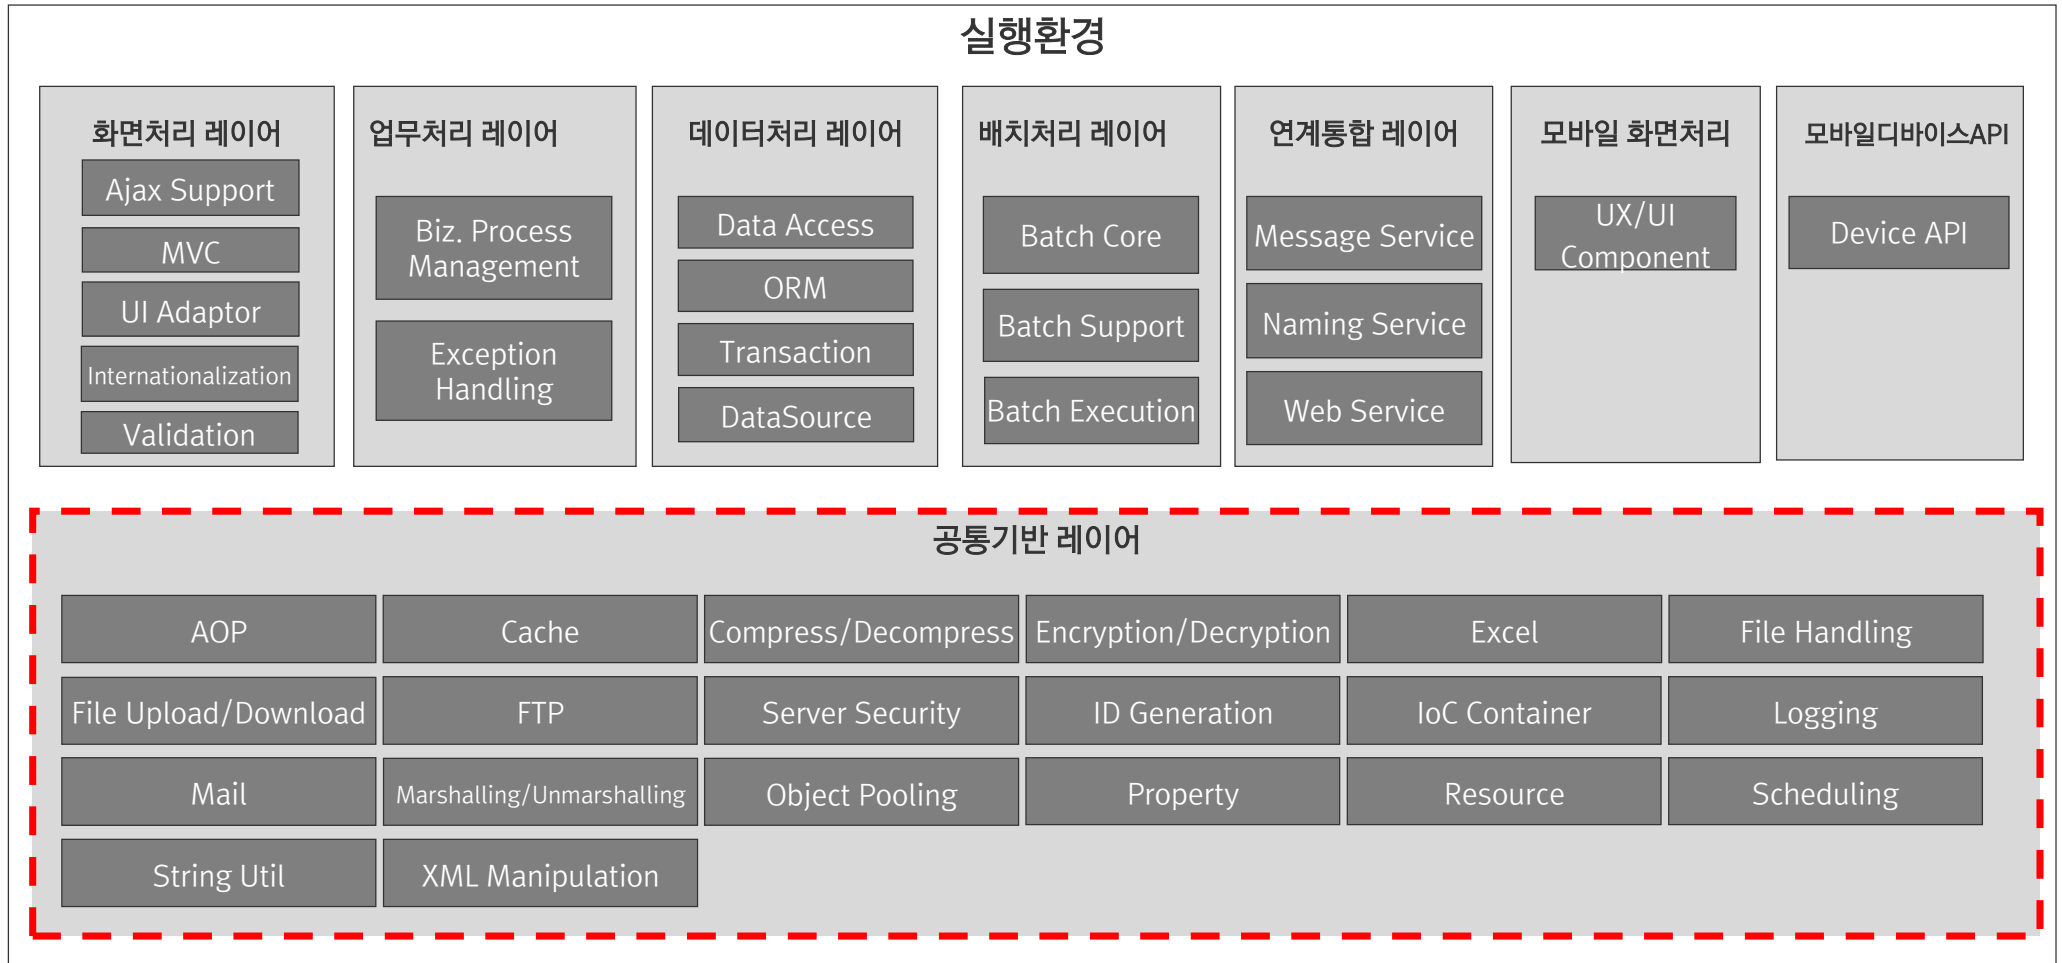 실행환경
화면처리 레이어
Ajax Support
MVC
UI Adaptor
Internationalization
Validation
업무처리 레이어
Biz. Process
Management
Exception
Handling
데이터처리 레이어
Data Access
ORM
Transaction
DataSource
배치처리 레이어
Batch Core
Batch Support
Batch Execution
연계통합 레이어
Message Service
Naming Service
Web Service
모바일 화면처리
UX/UI
Component
모바일디바이스API
Device API
공통기반 레이어
AOP
Cache
Compress/Decompress
Encryption/Decryption
Excel
File Handling
File Upload/Download
FTP
Server Security
ID Generation
IoC Container
Logging
Mail
Marshalling/Unmarshalling
Object Pooling
Property
Resource
Scheduling
String Util
XML Manipulation